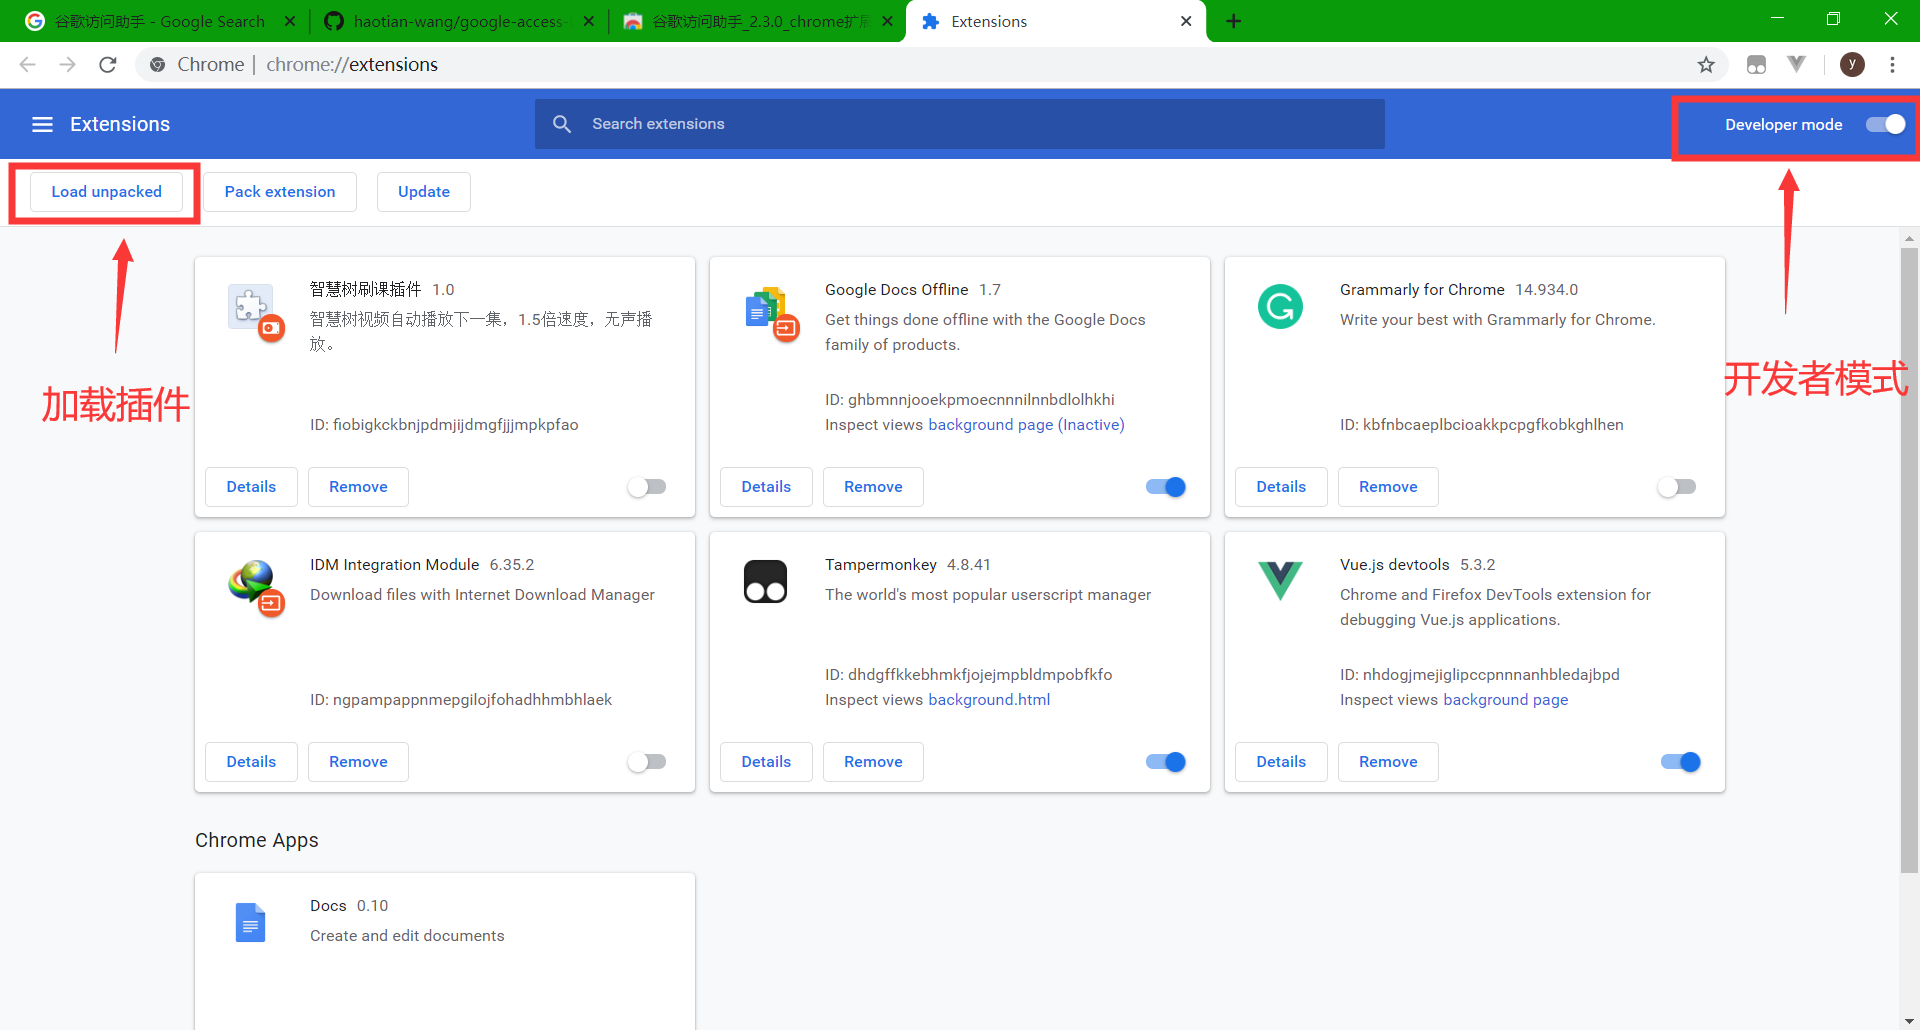 谷歌访问助手 - Google Search
haotian-wang/google-access-
谷歌访问助手_2.3.0_chrome扩展
Extensions
Chrome | chrome://extensions
y
Extensions
Search extensions
Developer mode
Load unpacked
Pack extension
Update
加载插件
开发者模式
智慧树刷课插件 1.0
智慧树视频自动播放下一集，1.5倍速度，无声播
放。
ID: fiobigkckbnjpdmjijdmgfjjjmpkpfao
Details
Remove
Google Docs Offline 1.7
Get things done offline with the Google Docs
family of products.
ID: ghbmnnjooekpmoecnnnilnnbdlolhkhi
Inspect views background page (Inactive)
Details
Remove
Grammarly for Chrome 14.934.0
Write your best with Grammarly for Chrome.
ID: kbfnbcaeplbcioakkpcpgfkobkghlhen
Details
Remove
IDM Integration Module 6.35.2
Download files with Internet Download Manager
ID: ngpampappnmepgilojfohadhhmbhlaek
Details
Remove
Tampermonkey 4.8.41
The world's most popular userscript manager
ID: dhdgffkkebhmkfjojejmpbldmpobfkfo
Inspect views background.html
Details
Remove
Vue.js devtools 5.3.2
Chrome and Firefox DevTools extension for
debugging Vue.js applications.
ID: nhdogjmejiglipccpnnnanhbledajbpd
Inspect views background page
Details
Remove
Chrome Apps
Docs 0.10
Create and edit documents